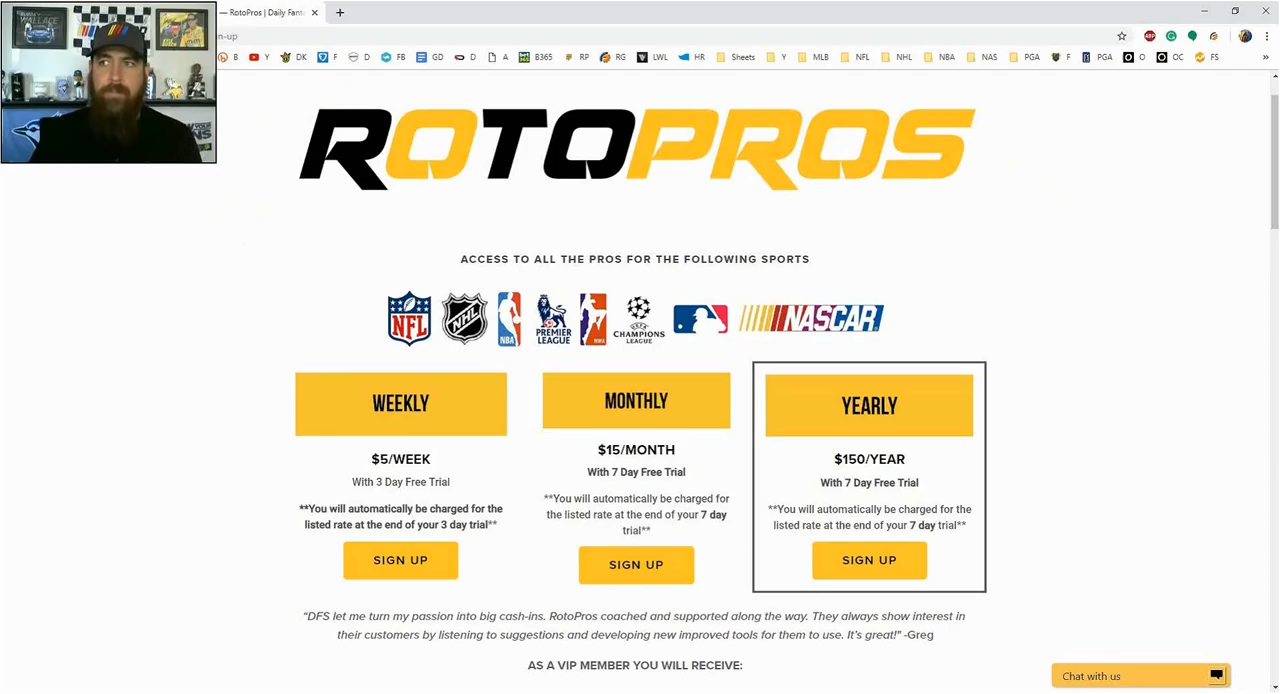 — RotoPros | Daily Fanta
n-up
B Y DK F D FB GD D A B365 RP RG LWL HR Sheets Y MLB NFL NHL NBA NAS PGA F PGA O OC FS »
ROTOPROS
ACCESS TO ALL THE PROS FOR THE FOLLOWING SPORTS
NFL NHL NBA PREMIER LEAGUE WNBA UEFA CHAMPIONS LEAGUE NASCAR
WEEKLY
$5/WEEK
With 3 Day Free Trial
**You will automatically be charged for the
listed rate at the end of your 3 day trial**
SIGN UP
MONTHLY
$15/MONTH
With 7 Day Free Trial
**You will automatically be charged for
the listed rate at the end of your 7 day
trial**
SIGN UP
YEARLY
$150/YEAR
With 7 Day Free Trial
**You will automatically be charged for the
listed rate at the end of your 7 day trial**
SIGN UP
“DFS let me turn my passion into big cash-ins. RotoPros coached and supported along the way. They always show interest in
their customers by listening to suggestions and developing new improved tools for them to use. It’s great!" -Greg
AS A VIP MEMBER YOU WILL RECEIVE:
Chat with us